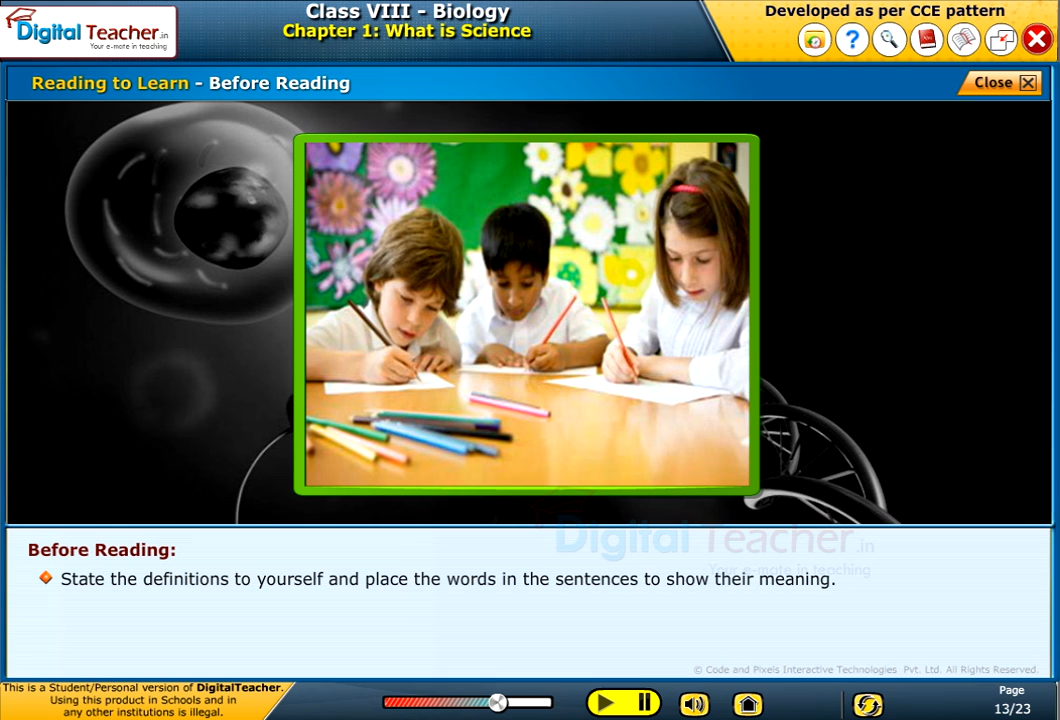 Digital Teacher.in
Your e-mate in teaching
Class VIII - Biology
Chapter 1: What is Science
Developed as per CCE pattern
Reading to Learn - Before Reading
Close
Before Reading:
State the definitions to yourself and place the words in the sentences to show their meaning.
Digital Teacher.in
Your e-mate in teaching
© Code and Pixels Interactive Technologies Pvt. Ltd. All Rights Reserved.
This is a Student/Personal version of DigitalTeacher.
Using this product in Schools and in
any other institutions is illegal.
Page
13/23